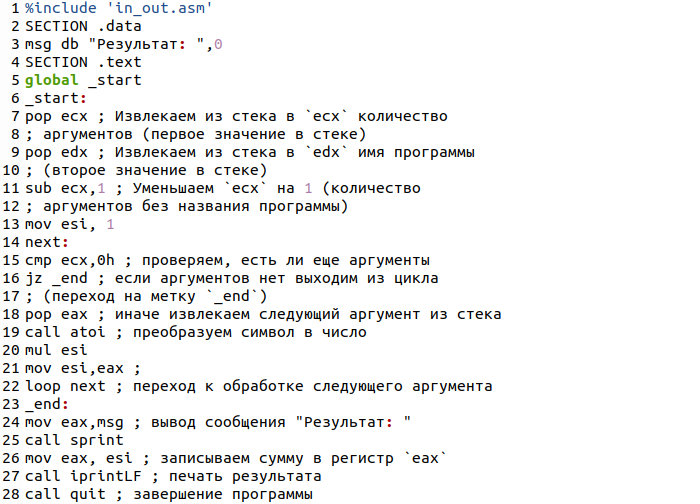 1 %include 'in_out.asm'
2 SECTION .data
3 msg db "Результат: ",0
4 SECTION .text
5 global _start
6 _start:
7 pop ecx ; Извлекаем из стека в `ecx` количество
8 ; аргументов (первое значение в стеке)
9 pop edx ; Извлекаем из стека в `edx` имя программы
10 ; (второе значение в стеке)
11 sub ecx,1 ; Уменьшаем `ecx` на 1 (количество
12 ; аргументов без названия программы)
13 mov esi, 1
14 next:
15 cmp ecx,0h ; проверяем, есть ли еще аргументы
16 jz _end ; если аргументов нет выходим из цикла
17 ; (переход на метку `_end`)
18 pop eax ; иначе извлекаем следующий аргумент из стека
19 call atoi ; преобразуем символ в число
20 mul esi
21 mov esi,eax ;
22 loop next ; переход к обработке следующего аргумента
23 _end:
24 mov eax,msg ; вывод сообщения "Результат: "
25 call sprint
26 mov eax, esi ; записываем сумму в регистр `eax`
27 call iprintLF ; печать результата
28 call quit ; завершение программы